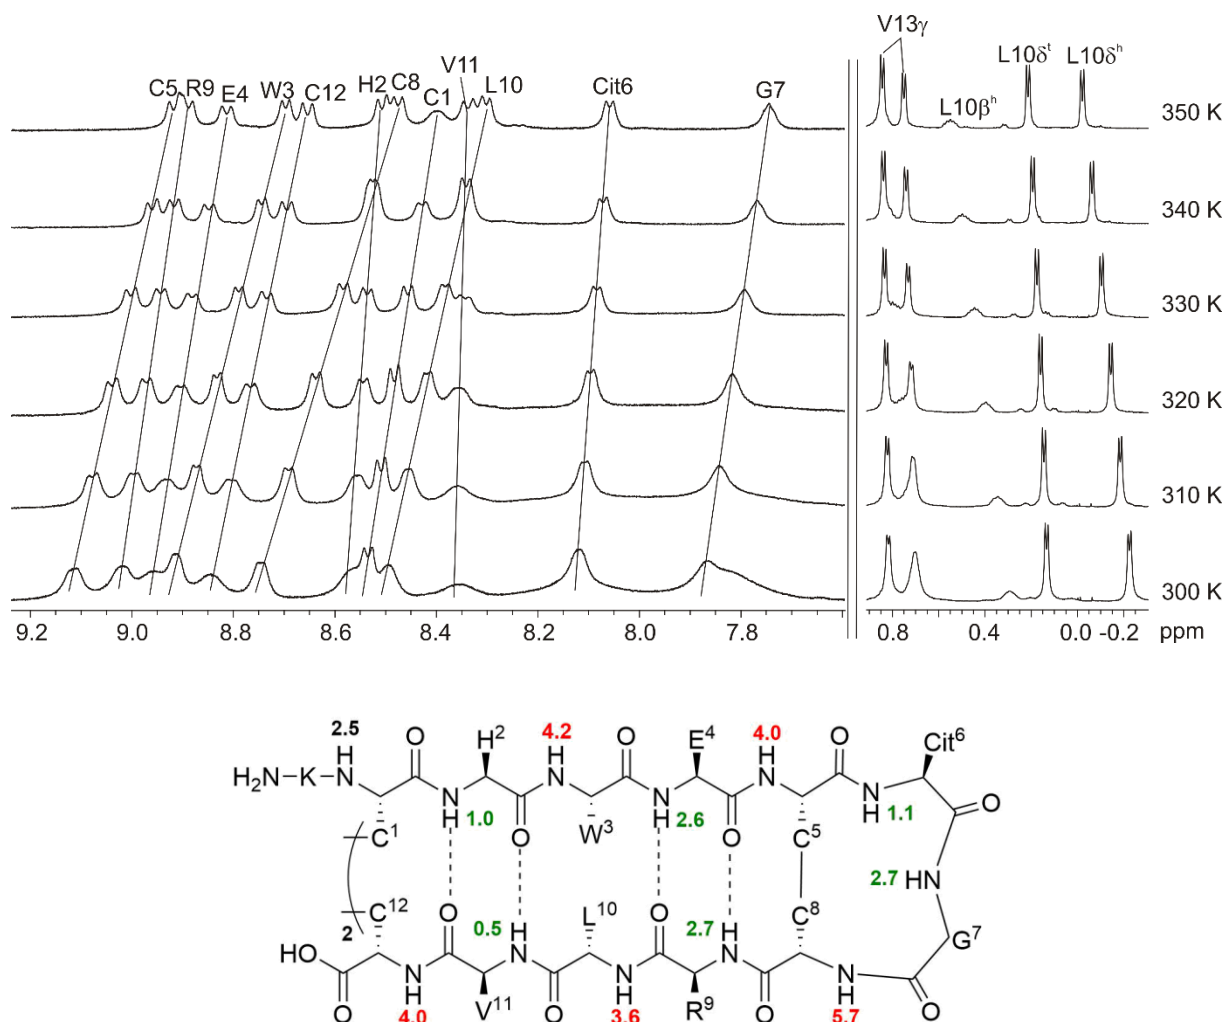 V13γ
V11
C5 R9 E4 W3 C12 H2 C8 C1 L10 Cit6 G7
L10βʰ L10δᵗ L10δʰ
350 K
340 K
330 K
320 K
310 K
300 K
9.2 9.0 8.8 8.6 8.4 8.2 8.0 7.8 0.8 0.4 0.0 -0.2 ppm
2.5 H² 4.2 E⁴ 4.0 Cit⁶
H O H O H O
H₂N K N N N N N N O
H 1.0 O W³ H 2.6 O C⁵ H 1.1
C¹
HN 2.7
C¹² O 0.5 H L¹⁰ O 2.7 H C⁸ G⁷
2
HO N N N N N
O H O H O H O
4.0 V¹¹ 3.6 R⁹ 5.7